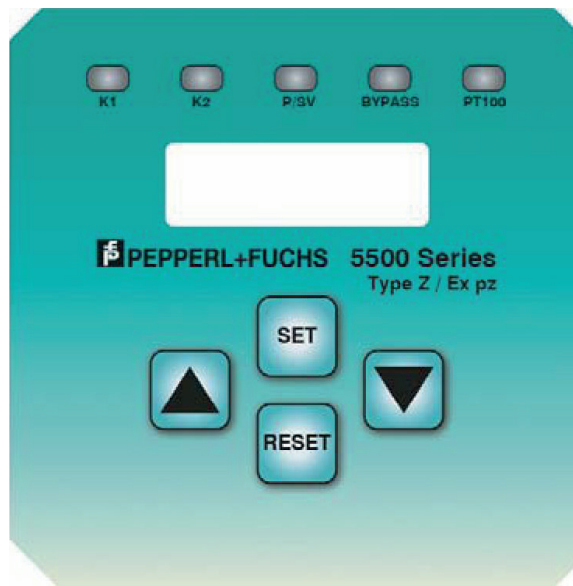 K1 K2 P/SV BYPASS PT100
PEPPERL+FUCHS 5500 Series
Type Z / Ex pz
SET
RESET